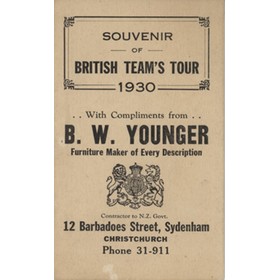 SOUVENIR
OF
BRITISH TEAM'S TOUR
1930
. . With Compliments from . .
B. W. YOUNGER
Furniture Maker of Every Description
Contractor to N.Z. Govt.
12 Barbadoes Street, Sydenham
CHRISTCHURCH
Phone 31-911